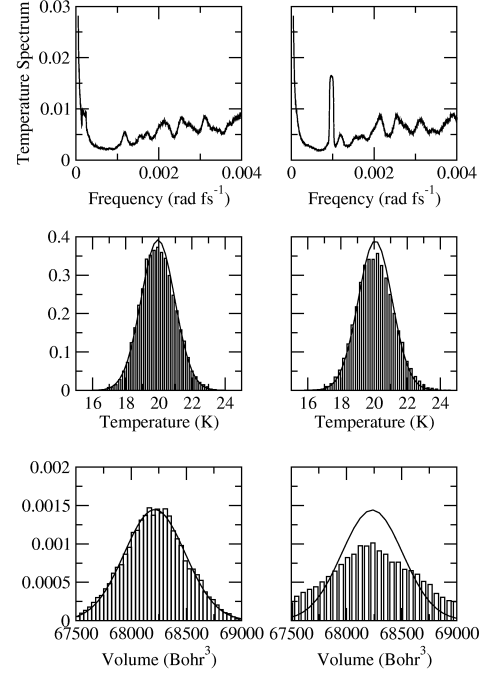 0.03
0.02
0.01
0
Temperature Spectrum
0 0.002 0.004
0 0.002 0.004
Frequency (rad fs-1)
Frequency (rad fs-1)
0.4
0.3
0.2
0.1
0
16 18 20 22 24
16 18 20 22 24
Temperature (K)
Temperature (K)
0.002
0.0015
0.001
0.0005
0
67500 68000 68500 69000
67500 68000 68500 69000
Volume (Bohr3)
Volume (Bohr3)